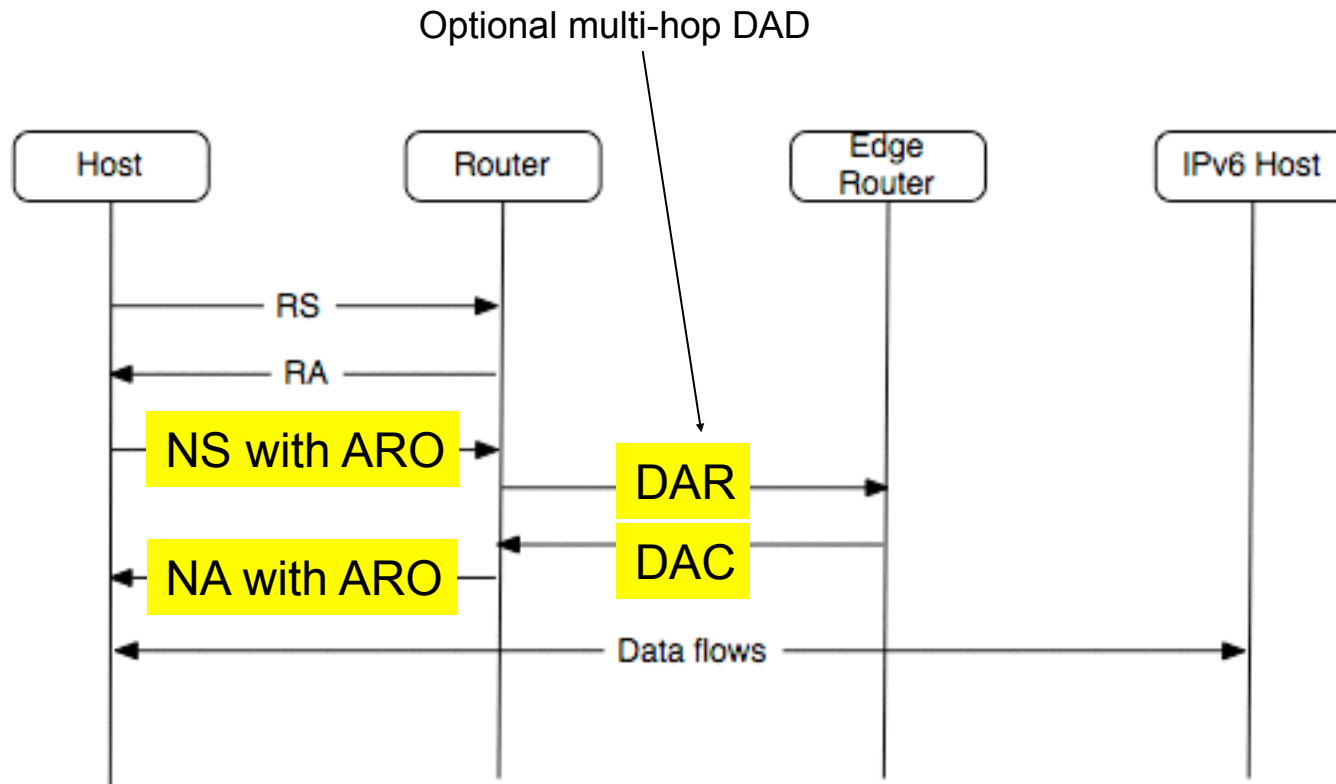 Optional multi-hop DAD
Host
Router
Edge
Router
IPv6 Host
RS
RA
NS with ARO
DAR
DAC
NA with ARO
Data flows